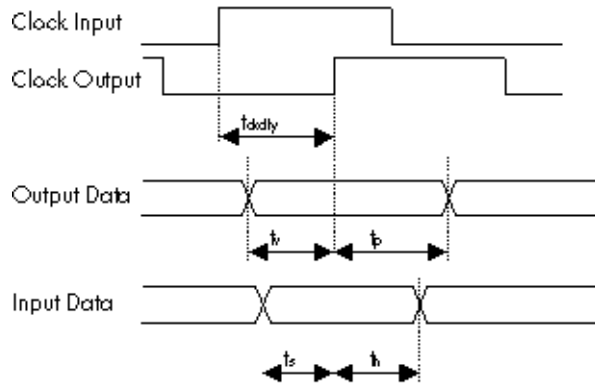 Clock Input
Clock Output
tckdly
Output Data
tv
tp
Input Data
ts
th